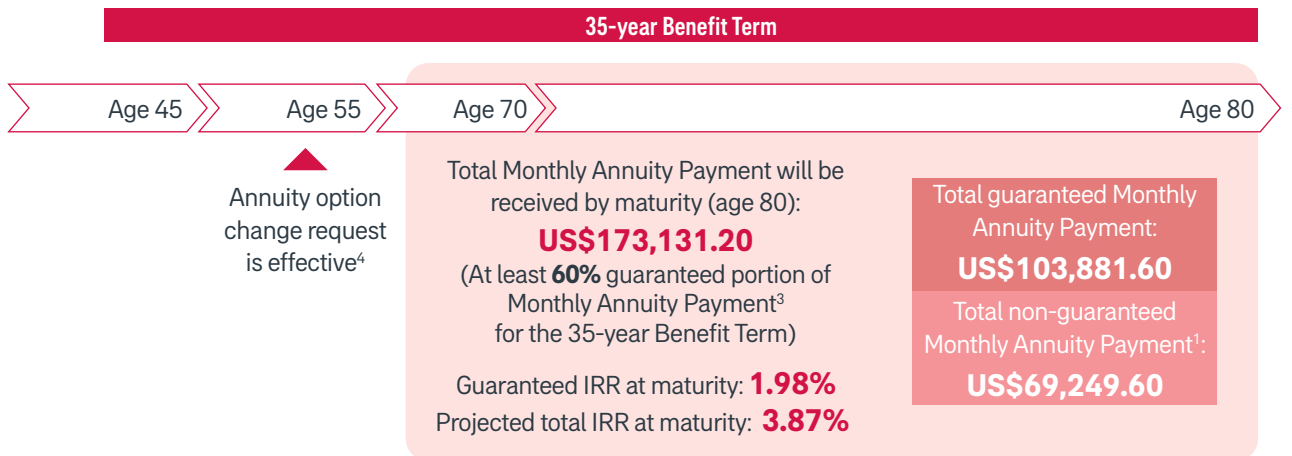 35-year Benefit Term
Age 45
Age 55
Age 70
Age 80
Annuity option
change request
is effective⁴
Total Monthly Annuity Payment will be
received by maturity (age 80):
US$173,131.20
(At least 60% guaranteed portion of
Monthly Annuity Payment³
for the 35-year Benefit Term)
Guaranteed IRR at maturity: 1.98%
Projected total IRR at maturity: 3.87%
Total guaranteed Monthly
Annuity Payment:
US$103,881.60
Total non-guaranteed
Monthly Annuity Payment¹:
US$69,249.60